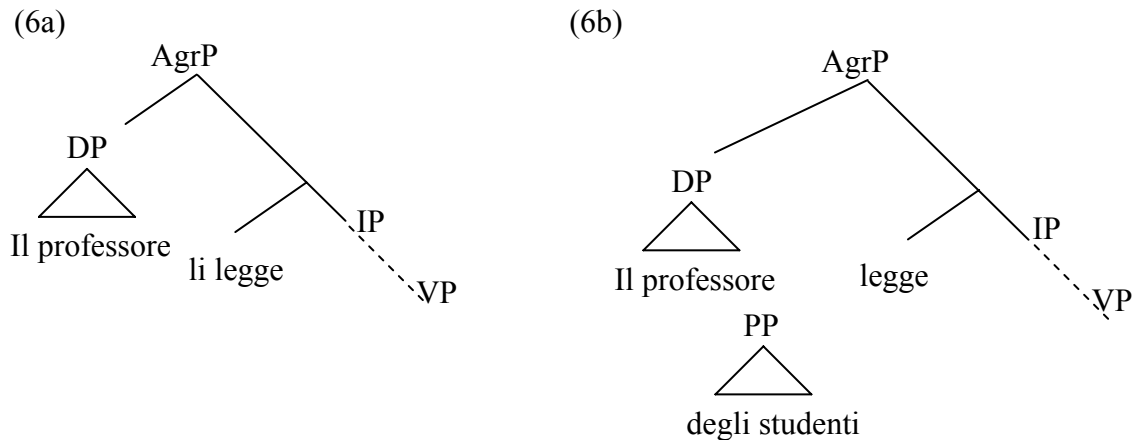 (6a)
AgrP
DP
Il professore
li legge
IP
VP
(6b)
AgrP
DP
Il professore
PP
degli studenti
legge
IP
VP